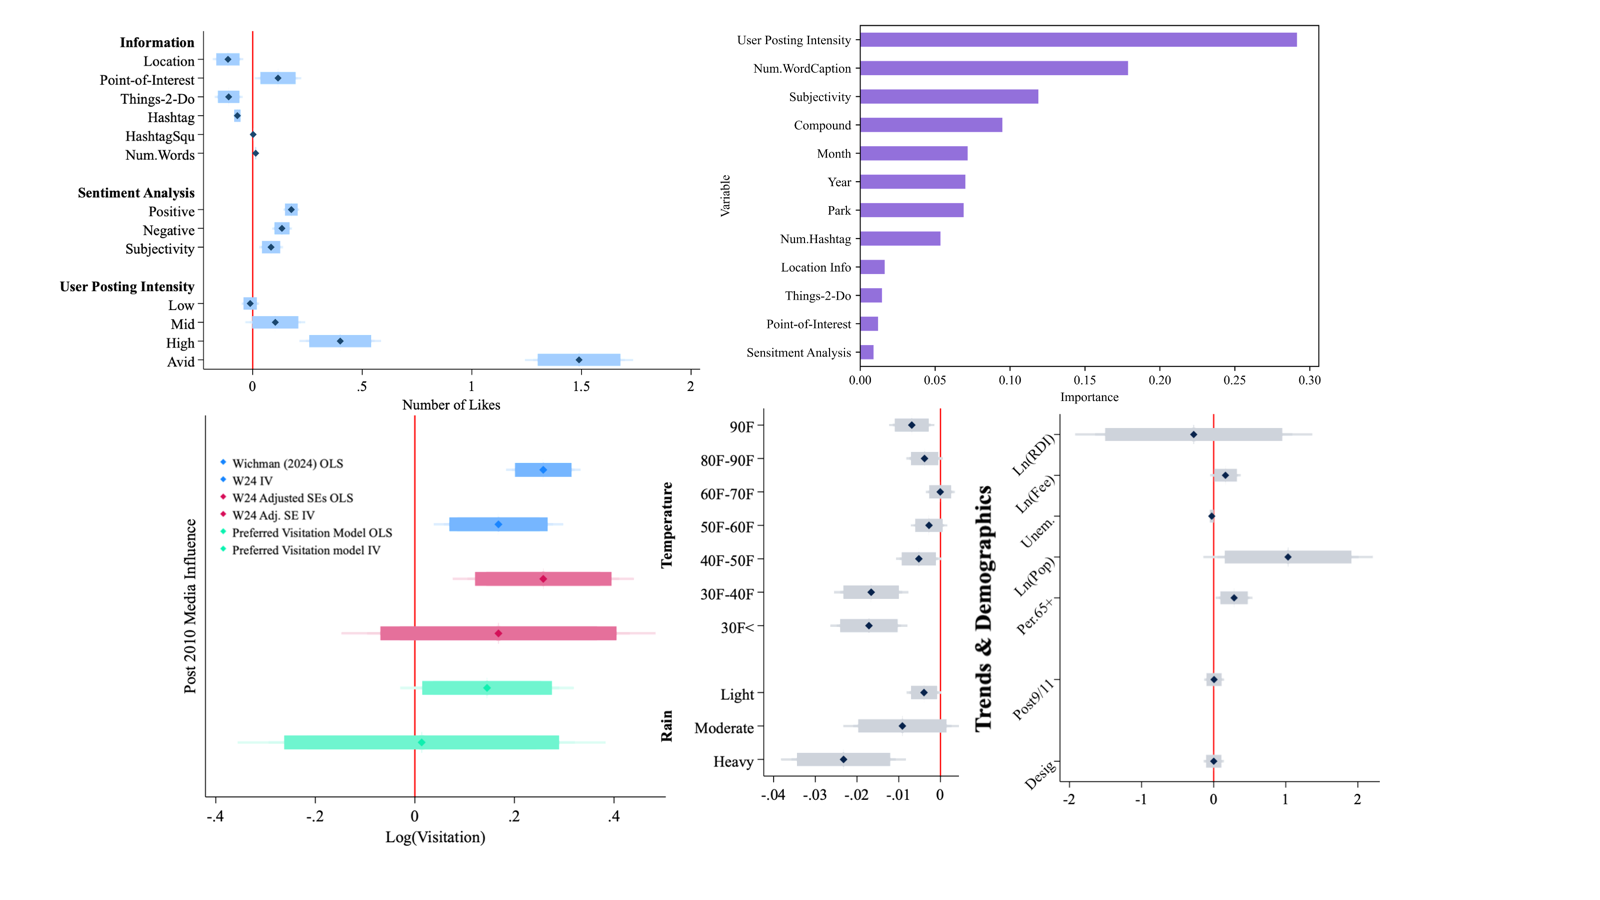 Information
Location
Point-of-Interest
Things-2-Do
Hashtag
HashtagSqu
Num.Words
Sentiment Analysis
Positive
Negative
Subjectivity
User Posting Intensity
Low
Mid
High
Avid
0 .5 1 1.5 2
Number of Likes
Variable
User Posting Intensity
Num.WordCaption
Subjectivity
Compound
Month
Year
Park
Num.Hashtag
Location Info
Things-2-Do
Point-of-Interest
Sensitment Analysis
0.00 0.05 0.10 0.15 0.20 0.25 0.30
Importance
Post 2010 Media Influence
Wichman (2024) OLS
W24 IV
W24 Adjusted SEs OLS
W24 Adj. SE IV
Preferred Visitation Model OLS
Preferred Visitation model IV
-.4 -.2 0 .2 .4
Log(Visitation)
Temperature
90F
80F-90F
60F-70F
50F-60F
40F-50F
30F-40F
30F<
Rain
Light
Moderate
Heavy
-.04 -.03 -.02 -.01 0
Trends & Demographics
Ln(RDI)
Ln(Fee)
Unem.
Ln(Pop)
Per.65+
Post9/11
Desig
-2 -1 0 1 2